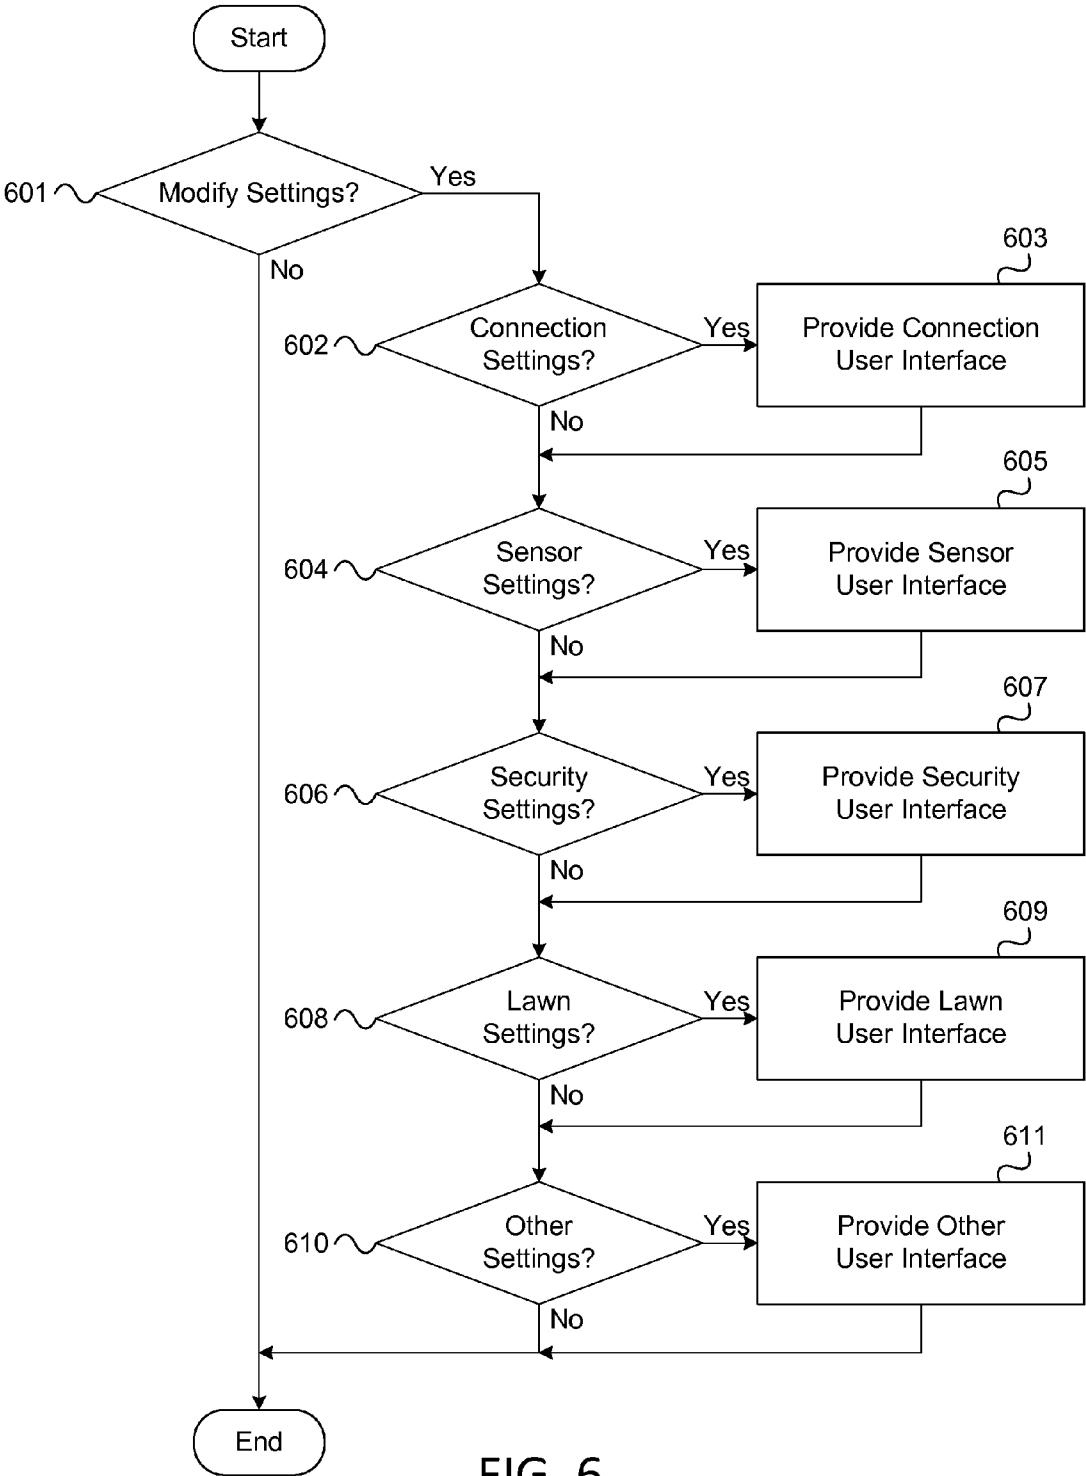 Start
601
Modify Settings?
Yes
No
603
602
Connection
Settings?
Yes
Provide Connection
User Interface
No
605
604
Sensor
Settings?
Yes
Provide Sensor
User Interface
No
607
606
Security
Settings?
Yes
Provide Security
User Interface
No
609
608
Lawn
Settings?
Yes
Provide Lawn
User Interface
No
611
610
Other
Settings?
Yes
Provide Other
User Interface
No
End
FIG. 6